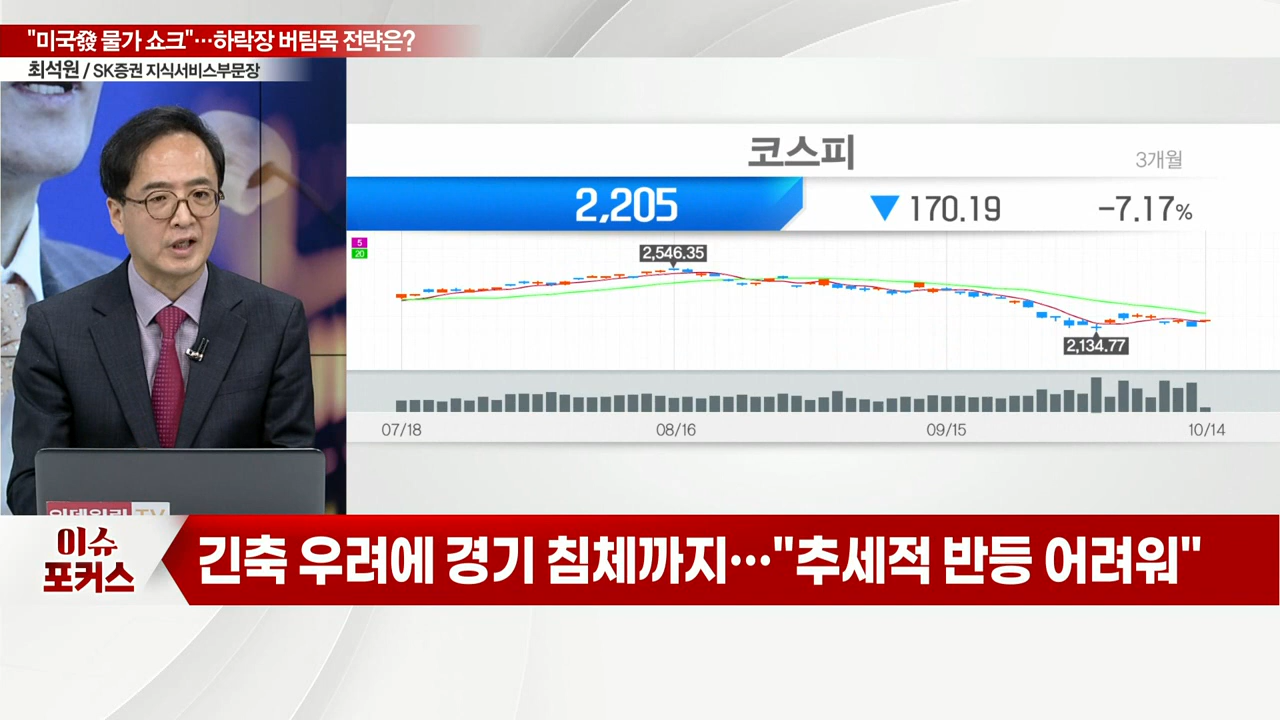 "미국發 물가 쇼크"…하락장 버팀목 전략은?
최석원 / SK증권 지식서비스부문장
코스피
3개월
2,205
▼ 170.19
-7.17%
5
20
2,546.35
2,134.77
07/18
08/16
09/15
10/14
TV
이슈
포커스
긴축 우려에 경기 침체까지…"추세적 반등 어려워"